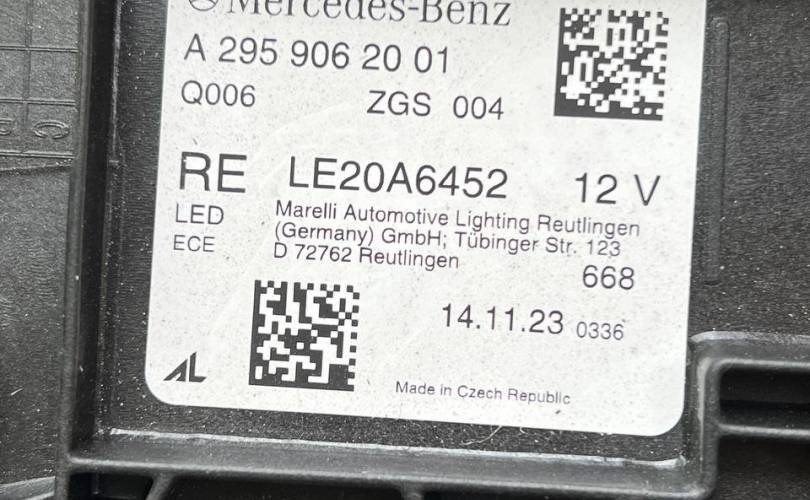 Mercedes-Benz
A 295 906 20 01
Q006 ZGS 004
RE LE20A6452 12 V
LED
ECE
Marelli Automotive Lighting Reutlingen
(Germany) GmbH; Tübinger Str. 123
D 72762 Reutlingen
668
14.11.23 0336
AL
Made in Czech Republic